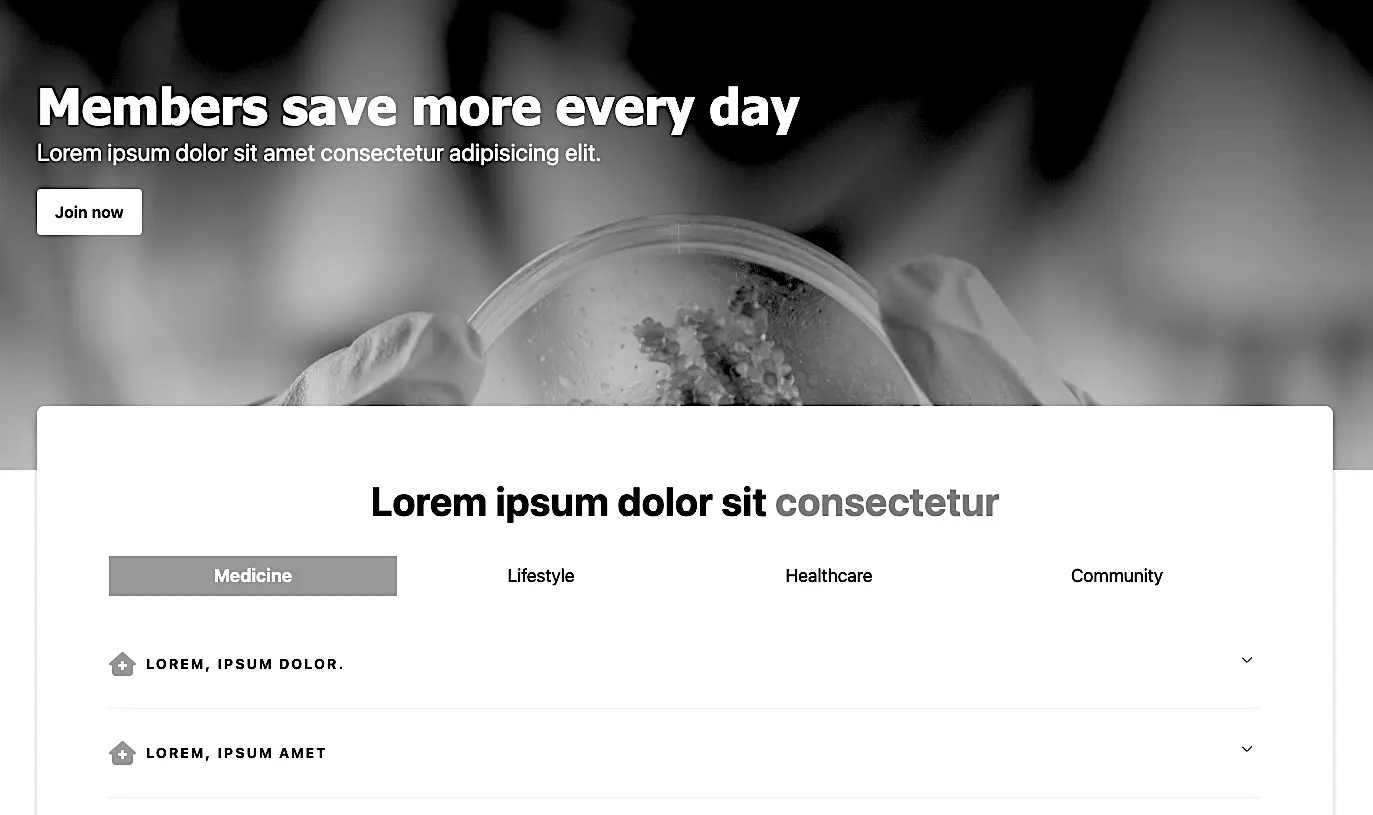 Members save more every day
Lorem ipsum dolor sit amet consectetur adipisicing elit.
Join now
Lorem ipsum dolor sit consectetur
Medicine
Lifestyle
Healthcare
Community
LOREM, IPSUM DOLOR.
LOREM, IPSUM AMET